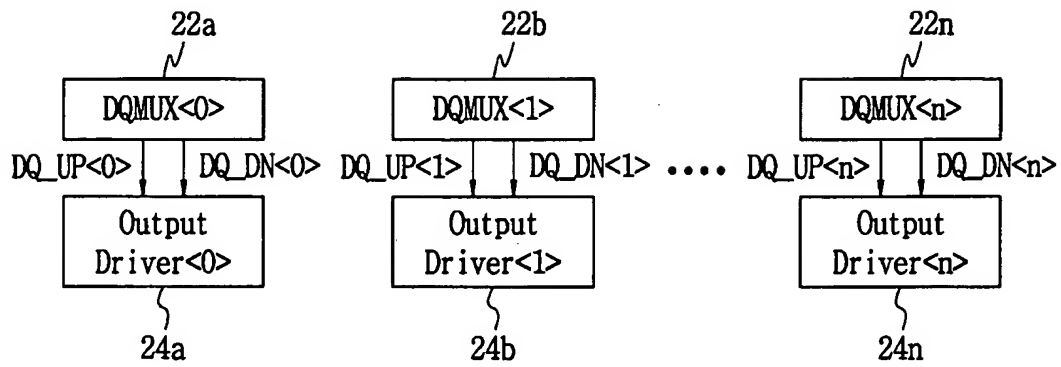 22a 22b 22n
DQMUX<0> DQMUX<1> DQMUX<n>
DQ_UP<0> DQ_DN<0> DQ_UP<1> DQ_DN<1> •••• DQ_UP<n> DQ_DN<n>
Output Output Output
Driver<0> Driver<1> Driver<n>
24a 24b 24n